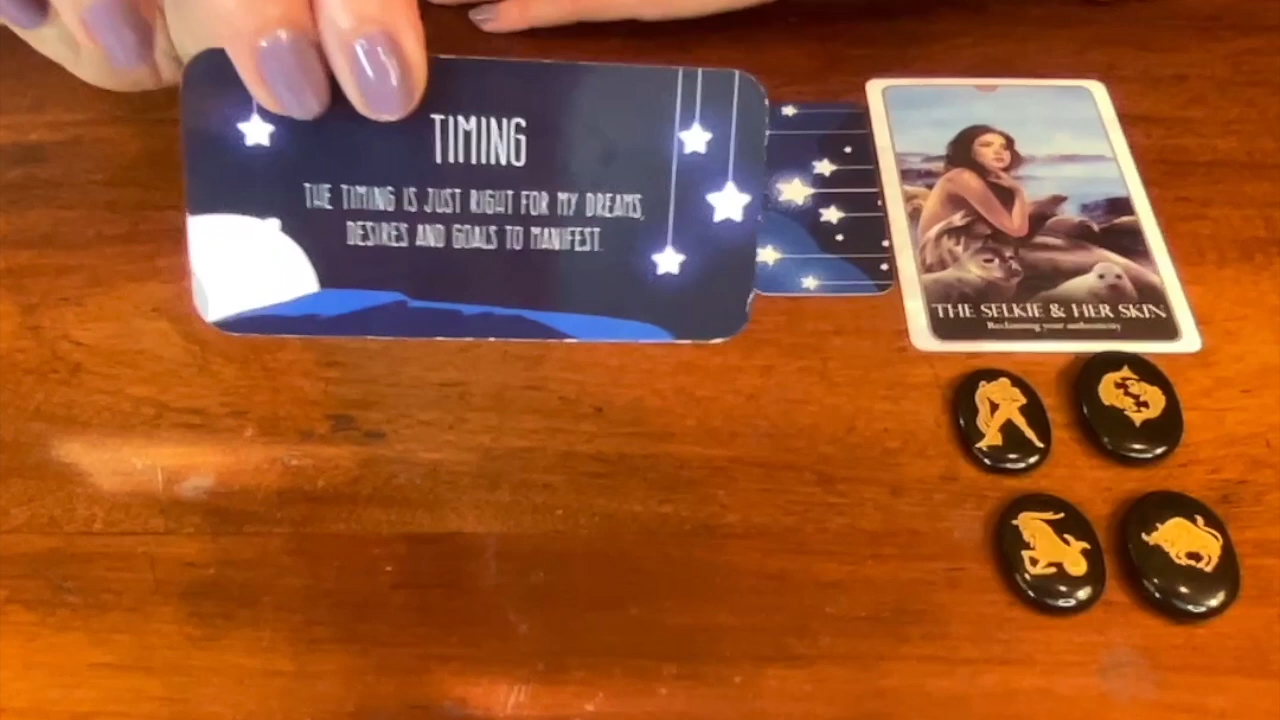 TIMING
THE TIMING IS JUST RIGHT FOR MY DREAMS,
DESIRES AND GOALS TO MANIFEST.
THE SELKIE & HER SKIN
Reclaiming your authenticity